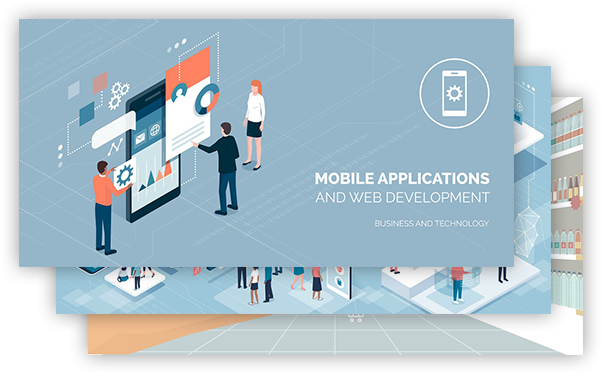 MOBILE APPLICATIONS
AND WEB DEVELOPMENT
BUSINESS AND TECHNOLOGY